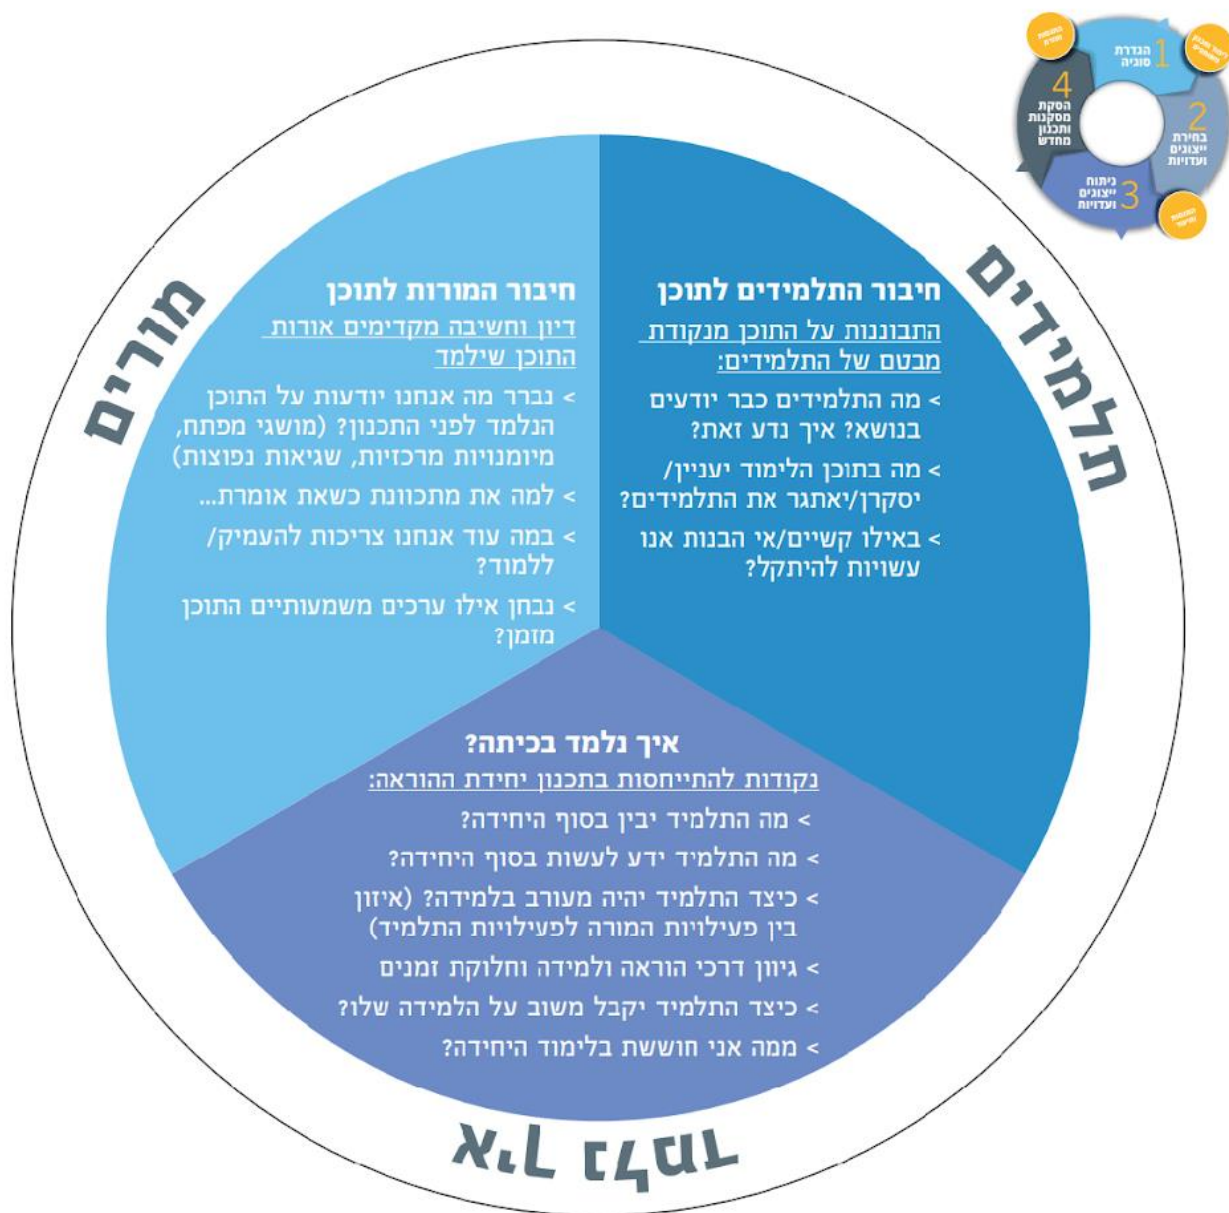 1 הגדרת
סוגיה
2
בחירת
ייצוגים
ועדויות
3 ניתוח
ייצוגים
ועדויות
4
הסקת
מסקנות
ותכנון
מחדש
תלמידים
חיבור התלמידים לתוכן
התבוננות על התוכן מנקודת
מבטם של התלמידים:
> מה התלמידים כבר יודעים
בנושא? איך נדע זאת?
> מה בתוכן הלימוד יעניין/
יסקרן/יאתגר את התלמידים?
> באילו קשיים/אי הבנות אנו
עשויות להיתקל?
מורים
חיבור המורות לתוכן
דיון וחשיבה מקדימים אודות
התוכן שילמד
> נברר מה אנחנו יודעות על התוכן
הנלמד לפני התכנון? (מושגי מפתח,
מיומנויות מרכזיות, שגיאות נפוצות)
> למה את מתכוונת כשאת אומרת...
> במה עוד אנחנו צריכות להעמיק/
ללמוד?
> נבחן אילו ערכים משמעותיים התוכן
מזמן?
איך נלמד בכיתה?
נקודות להתייחסות בתכנון יחידת ההוראה:
> מה התלמיד יבין בסוף היחידה?
> מה התלמיד ידע לעשות בסוף היחידה?
> כיצד התלמיד יהיה מעורב בלמידה? (איזון
בין פעילויות המורה לפעילויות התלמיד)
> גיוון דרכי הוראה ולמידה וחלוקת זמנים
> כיצד התלמיד יקבל משוב על הלמידה שלו?
> ממה אני חוששת בלימוד היחידה?
איך נלמד